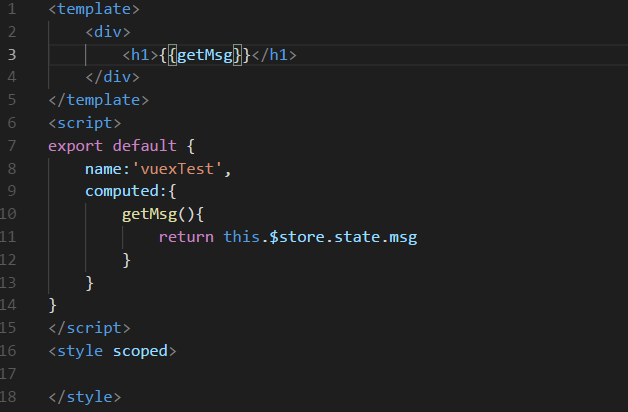 1 <template>
2     <div>
3         <h1>{{getMsg}}</h1>
4     </div>
5 </template>
6 <script>
7 export default {
8     name:'vuexTest',
9     computed:{
10         getMsg(){
11             return this.$store.state.msg
12         }
13     }
14 }
15 </script>
16 <style scoped>
17
18 </style>